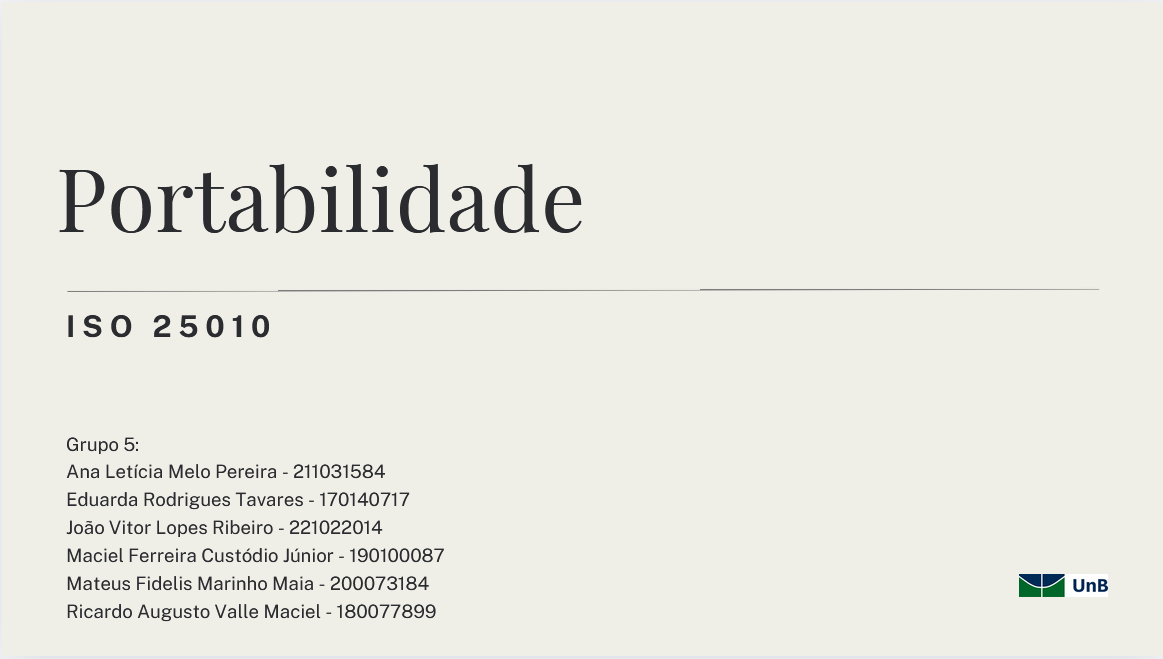 Portabilidade
ISO 25010
Grupo 5:
Ana Letícia Melo Pereira - 211031584
Eduarda Rodrigues Tavares - 170140717
João Vitor Lopes Ribeiro - 221022014
Maciel Ferreira Custódio Júnior - 190100087
Mateus Fidelis Marinho Maia - 200073184
Ricardo Augusto Valle Maciel - 180077899
UnB